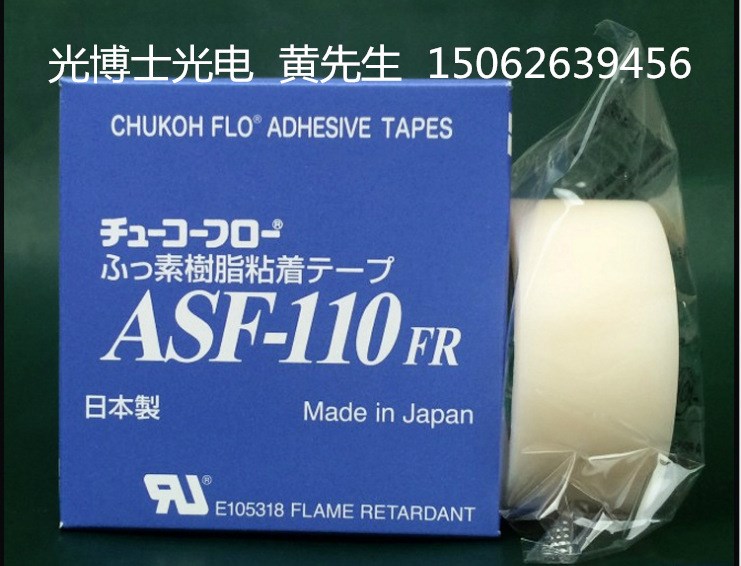 光博士光电 黄先生 15062639456
CHUKOH FLO® ADHESIVE TAPES
チューコーフロー®
ふっ素樹脂粘着テープ
ASF-110 FR
日本製 Made in Japan
RU® E105318 FLAME RETARDANT